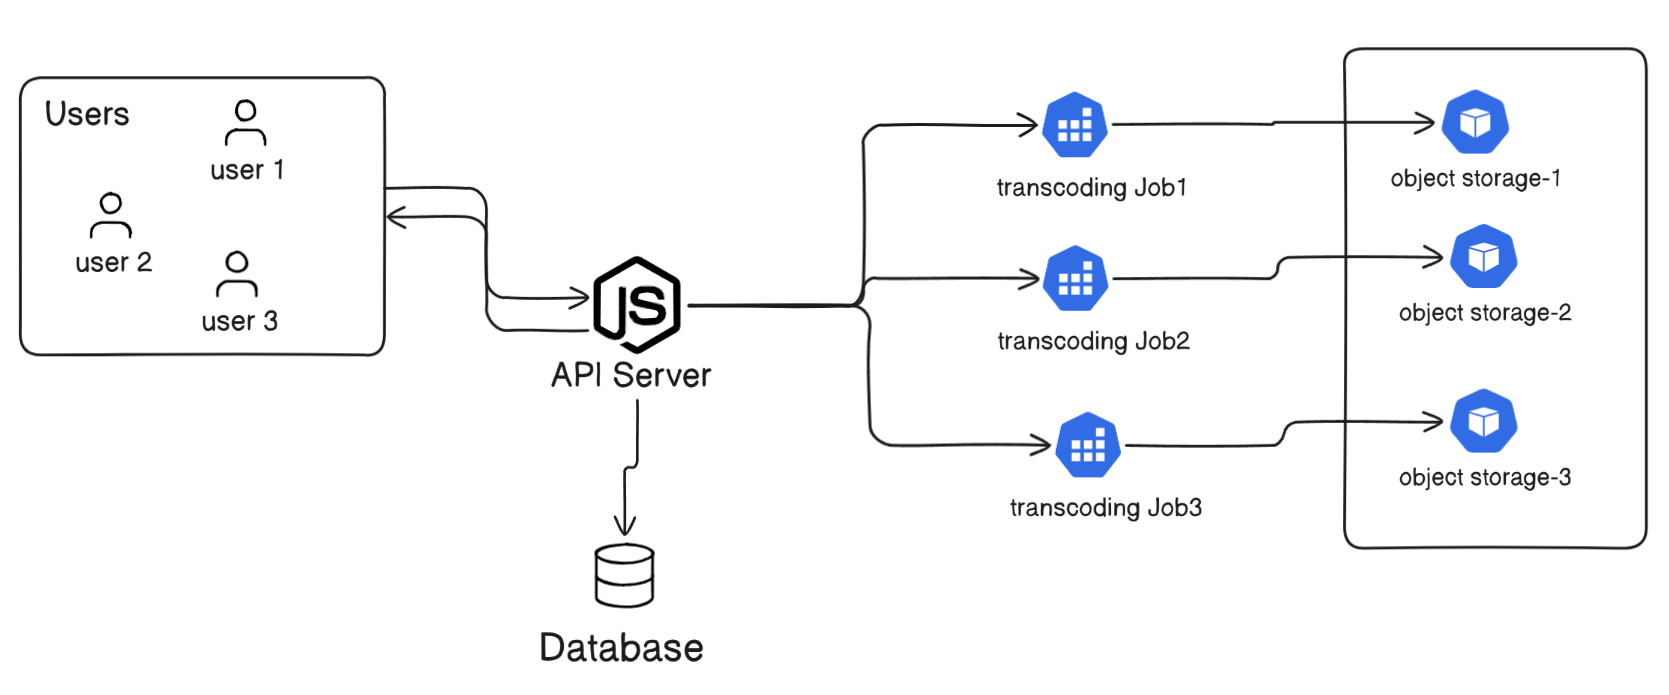 Users
user 1
user 2
user 3
JS
API Server
Database
transcoding Job1
transcoding Job2
transcoding Job3
object storage-1
object storage-2
object storage-3